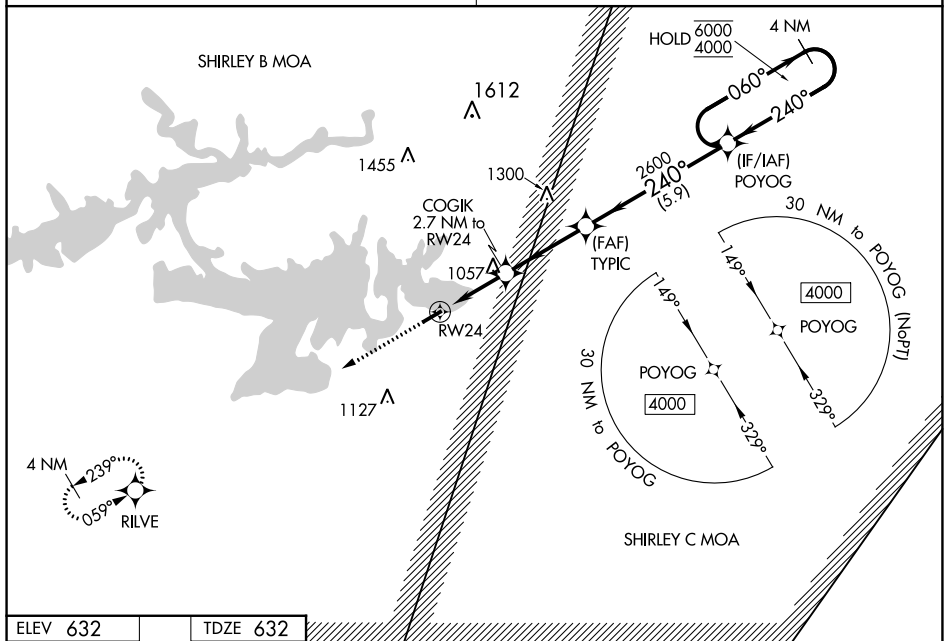 SHIRLEY B MOA
HOLD 6000
4000
4 NM
1612
060°
240°
1455
1300
2600
240°
(5.9)
(IF/IAF)
POYOG
COGIK
2.7 NM to
RW24
(FAF)
TYPIC
1057
RW24
30 NM to POYOG (NoPT)
149°
4000
POYOG
329°
149°
POYOG
4000
329°
30 NM to POYOG
1127
4 NM
239°
059°
RILVE
SHIRLEY C MOA
ELEV 632
TDZE 632